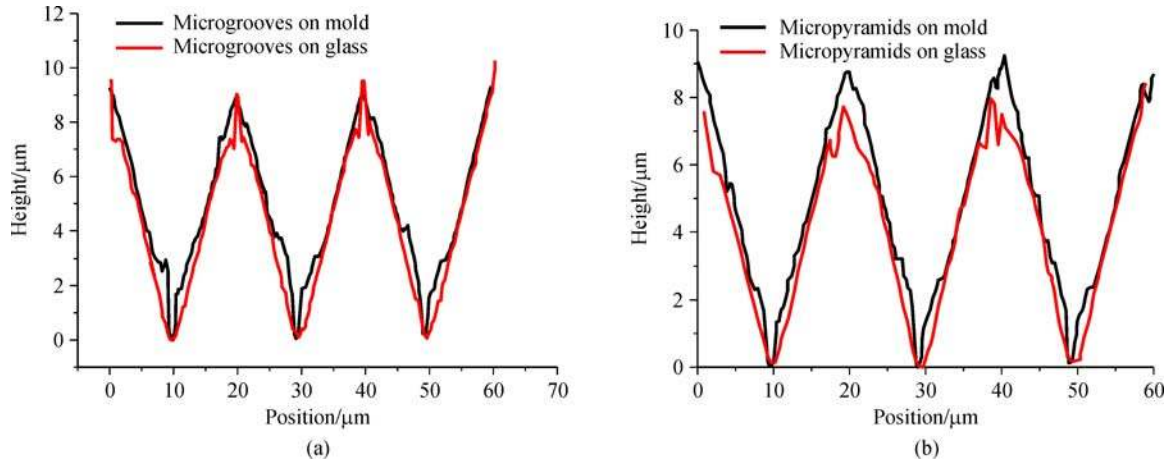 Microgrooves on mold
Microgrooves on glass
12
10
8
6
4
2
0
Height/μm
0 10 20 30 40 50 60 70
Position/μm
(a)
Micropyramids on mold
Micropyramids on glass
10
8
6
4
2
0
Height/μm
0 10 20 30 40 50 60
Position/μm
(b)